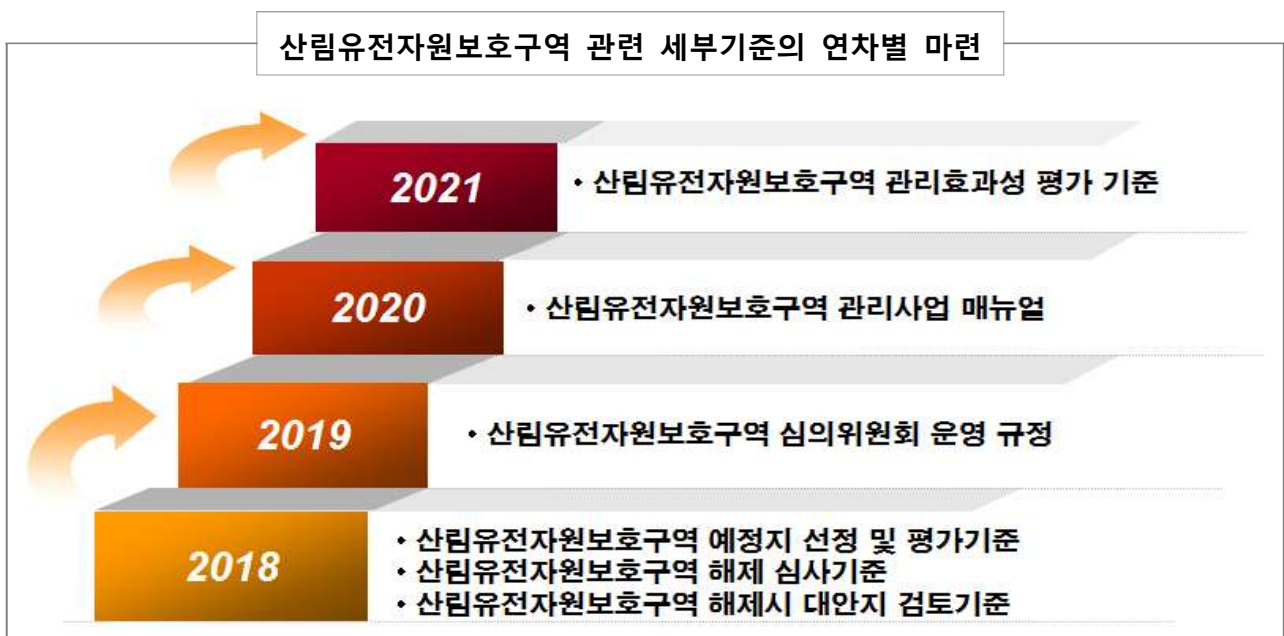 산림유전자원보호구역 관련 세부기준의 연차별 마련
2021
• 산림유전자원보호구역 관리효과성 평가 기준
2020
• 산림유전자원보호구역 관리사업 매뉴얼
2019
• 산림유전자원보호구역 심의위원회 운영 규정
2018
• 산림유전자원보호구역 예정지 선정 및 평가기준
• 산림유전자원보호구역 해제 심사기준
• 산림유전자원보호구역 해제시 대안지 검토기준